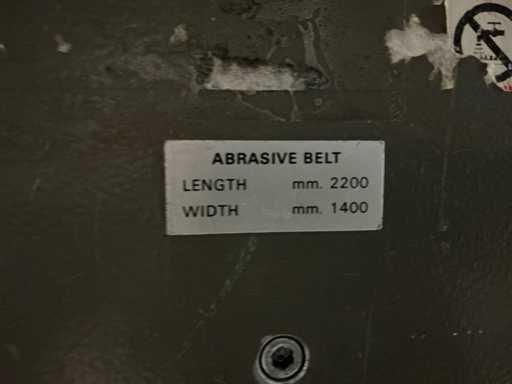 ABRASIVE BELT
LENGTH mm. 2200
WIDTH mm. 1400